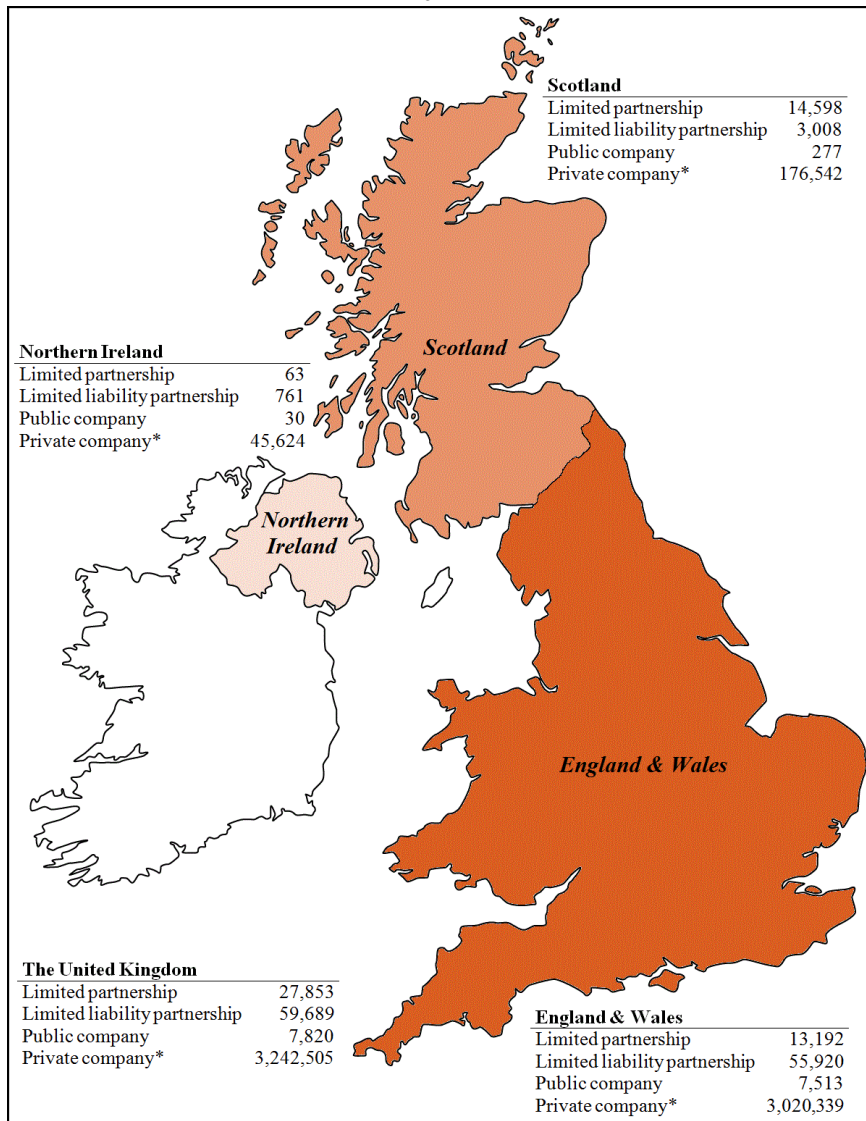 Scotland
Limited partnership 14,598
Limited liability partnership 3,008
Public company 277
Private company* 176,542
Scotland
Northern Ireland
Limited partnership 63
Limited liability partnership 761
Public company 30
Private company* 45,624
Northern
Ireland
England & Wales
The United Kingdom
Limited partnership 27,853
Limited liability partnership 59,689
Public company 7,820
Private company* 3,242,505
England & Wales
Limited partnership 13,192
Limited liability partnership 55,920
Public company 7,513
Private company* 3,020,339